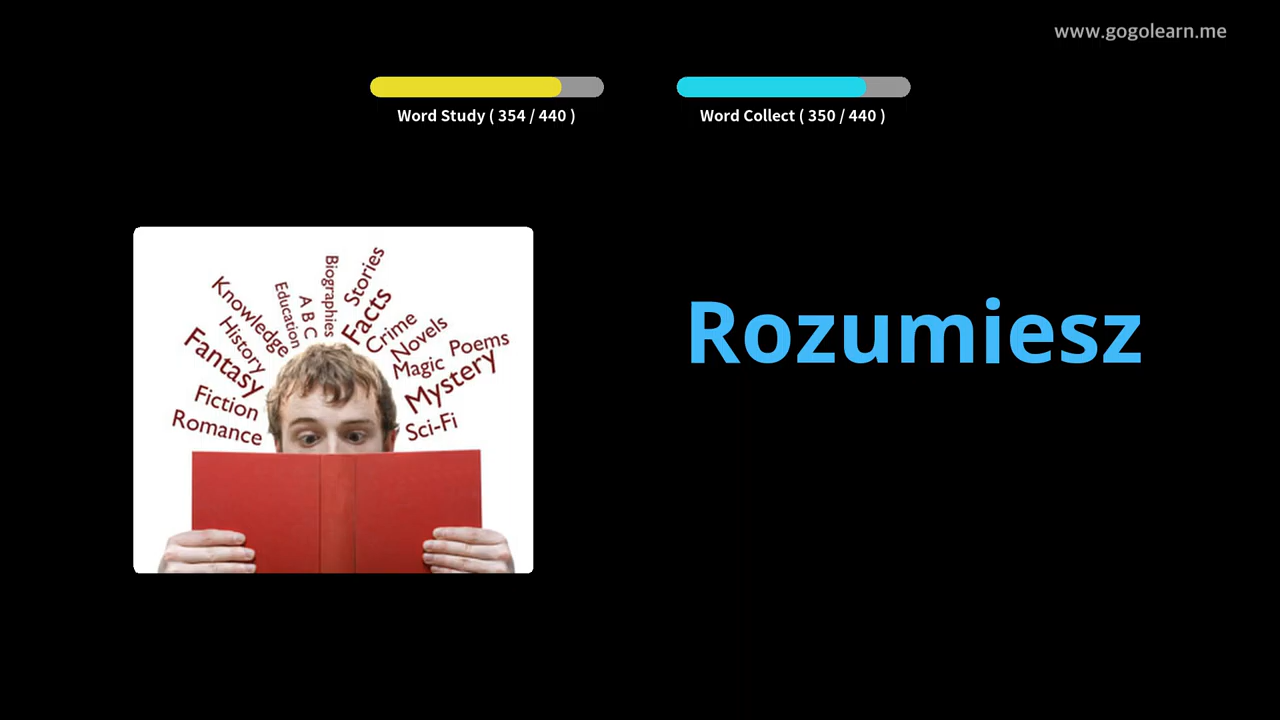 www.gogolearn.me
Word Study ( 354 / 440 )
Word Collect ( 350 / 440 )
Rozumiesz
Romance
Fiction
Fantasy
History
Knowledge
Education
A B C
Biographies
Stories
Facts
Crime
Novels
Magic
Poems
Mystery
Sci-Fi